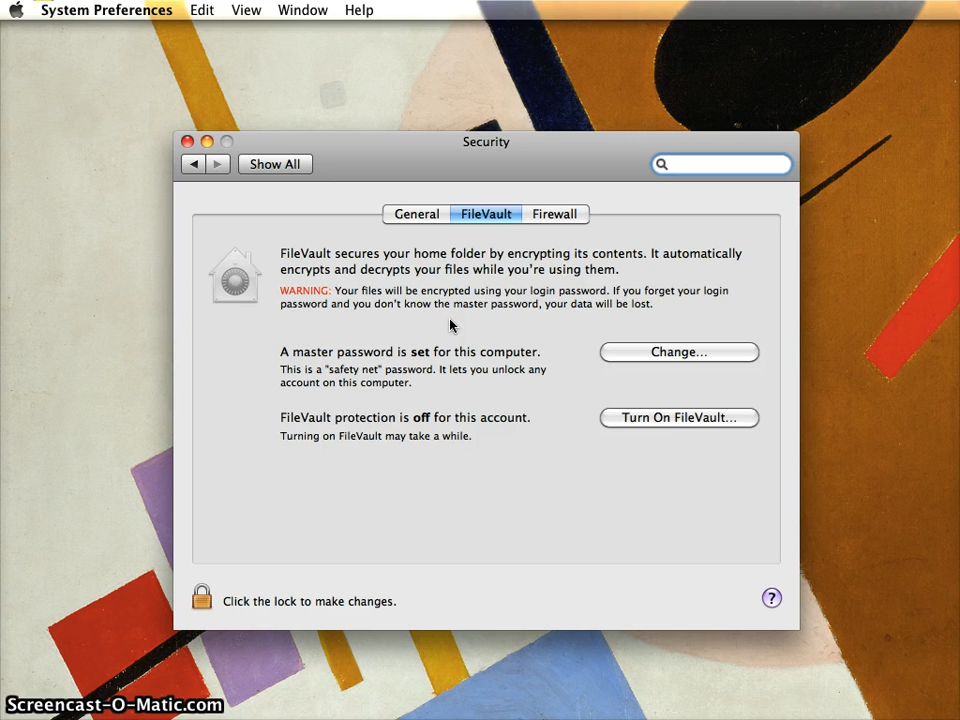 System Preferences Edit View Window Help
Security
Show All
General FileVault Firewall
FileVault secures your home folder by encrypting its contents. It automatically
encrypts and decrypts your files while you're using them.
WARNING: Your files will be encrypted using your login password. If you forget your login
password and you don't know the master password, your data will be lost.
A master password is set for this computer.
Change...
This is a "safety net" password. It lets you unlock any
account on this computer.
FileVault protection is off for this account.
Turn On FileVault...
Turning on FileVault may take a while.
Click the lock to make changes.
?
Screencast-O-Matic.com